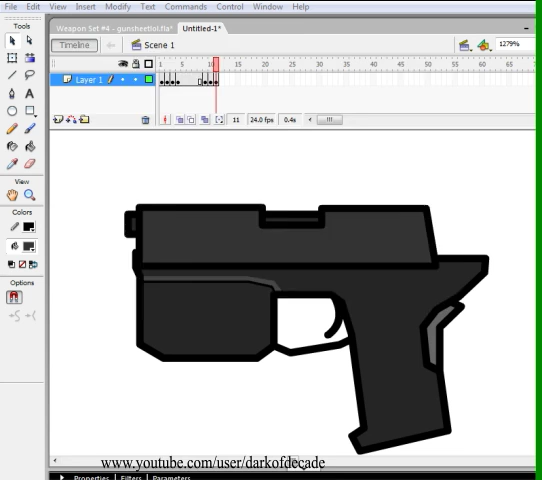 File Edit View Insert Modify Text Commands Control Window Help
Tools
Weapon Set #4 - gunsheetlol.fla* Untitled-1*
Timeline Scene 1 1279%
1 5 10 15 20 25 30 35 40 45 50 55 60 65
Layer 1
11 24.0 fps 0.4s
View
Colors
Options
www.youtube.com/user/darkofdecade
Properties Filters Parameters